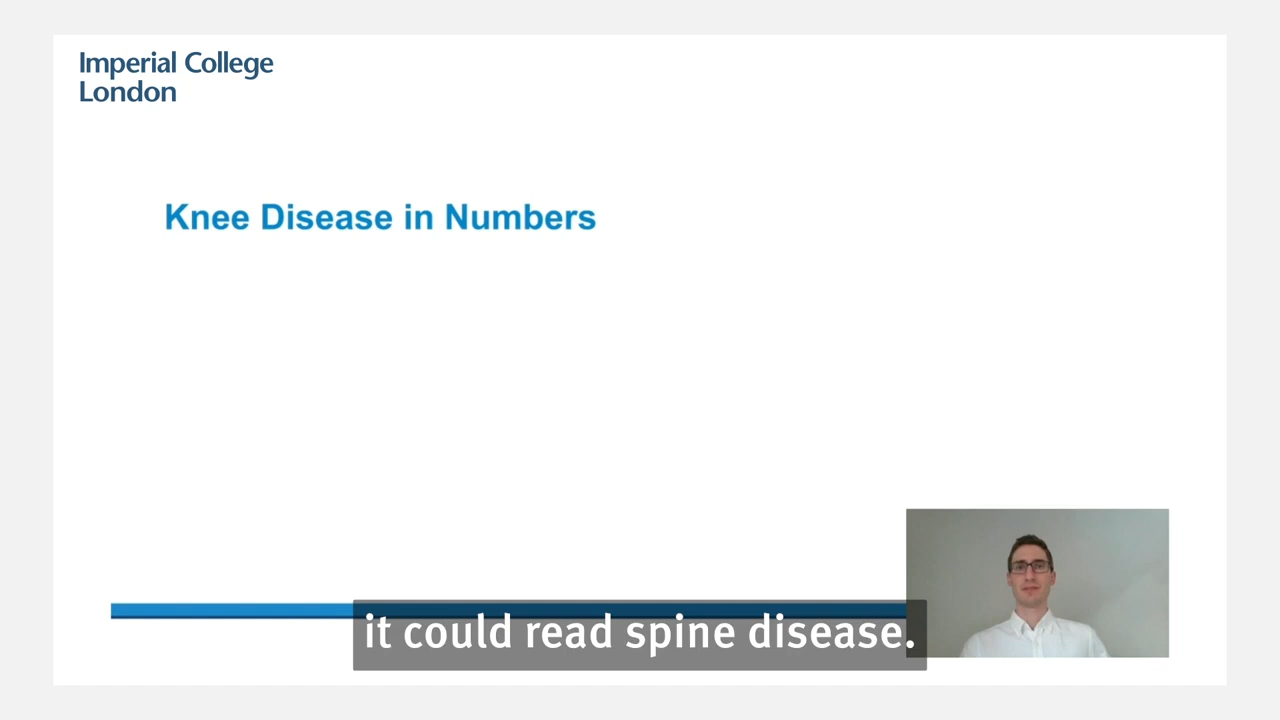 Imperial College
London
Knee Disease in Numbers
it could read spine disease.